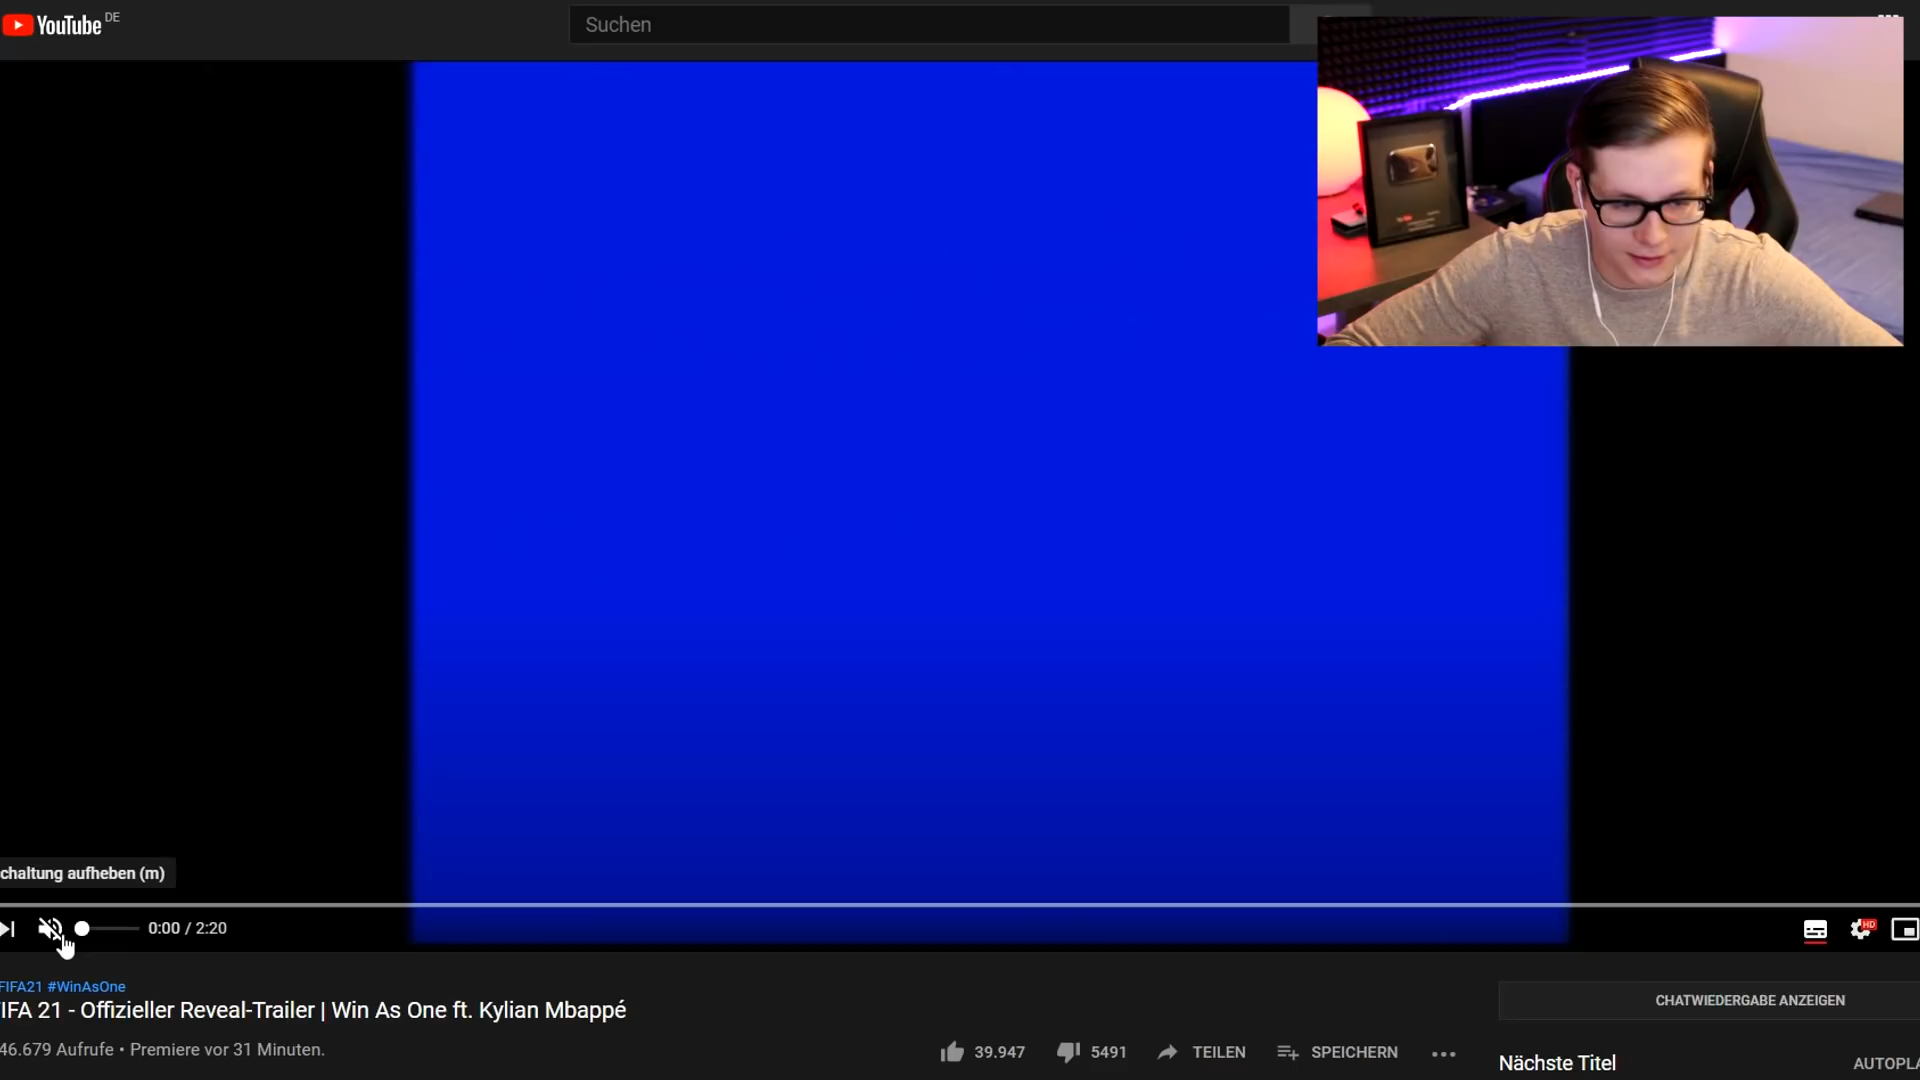 YouTube DE
Suchen
chaltung aufheben (m)
0:00 / 2:20
HD
FIFA21 #WinAsOne
IFA 21 - Offizieller Reveal-Trailer | Win As One ft. Kylian Mbappé
46.679 Aufrufe • Premiere vor 31 Minuten.
39.947
5491
TEILEN
SPEICHERN
CHATWIEDERGABE ANZEIGEN
Nächste Titel
AUTOPLA